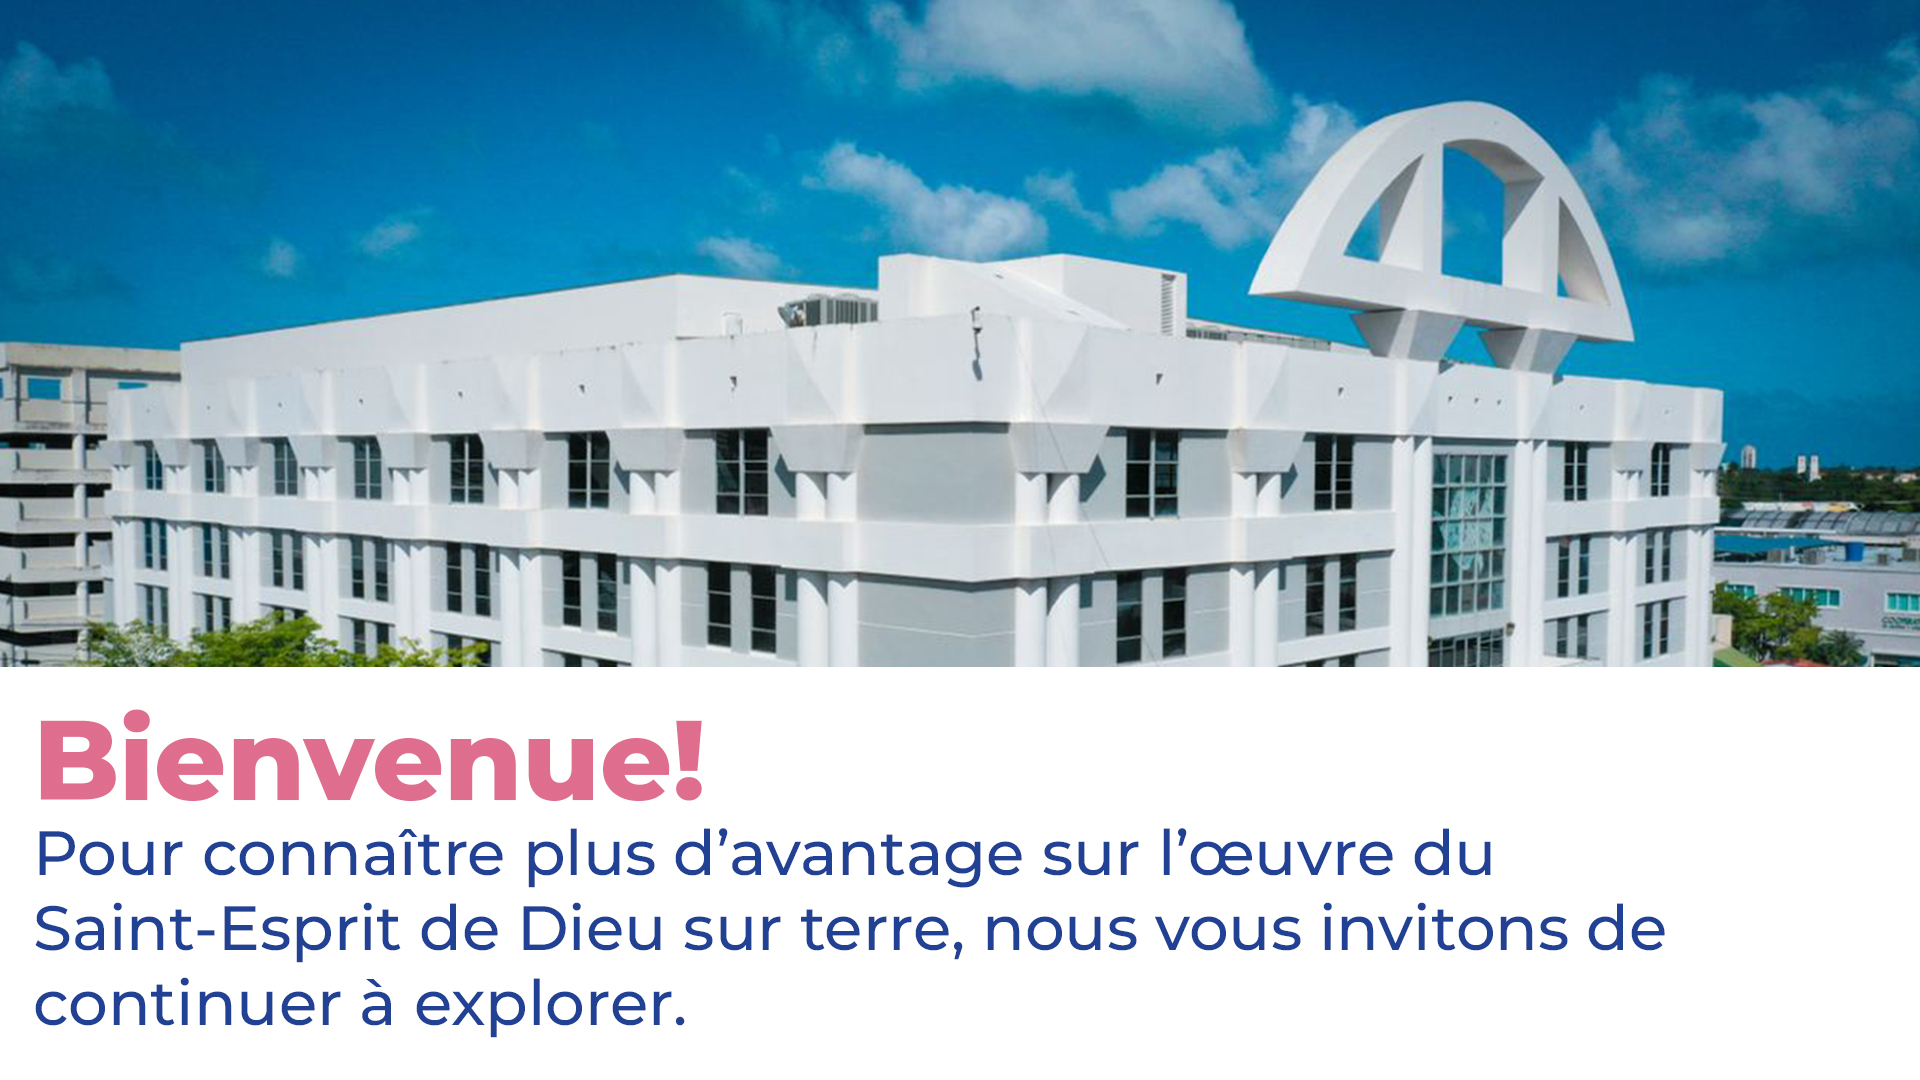 Bienvenue!
Pour connaître plus d’avantage sur l’œuvre du
Saint-Esprit de Dieu sur terre, nous vous invitons de
continuer à explorer.